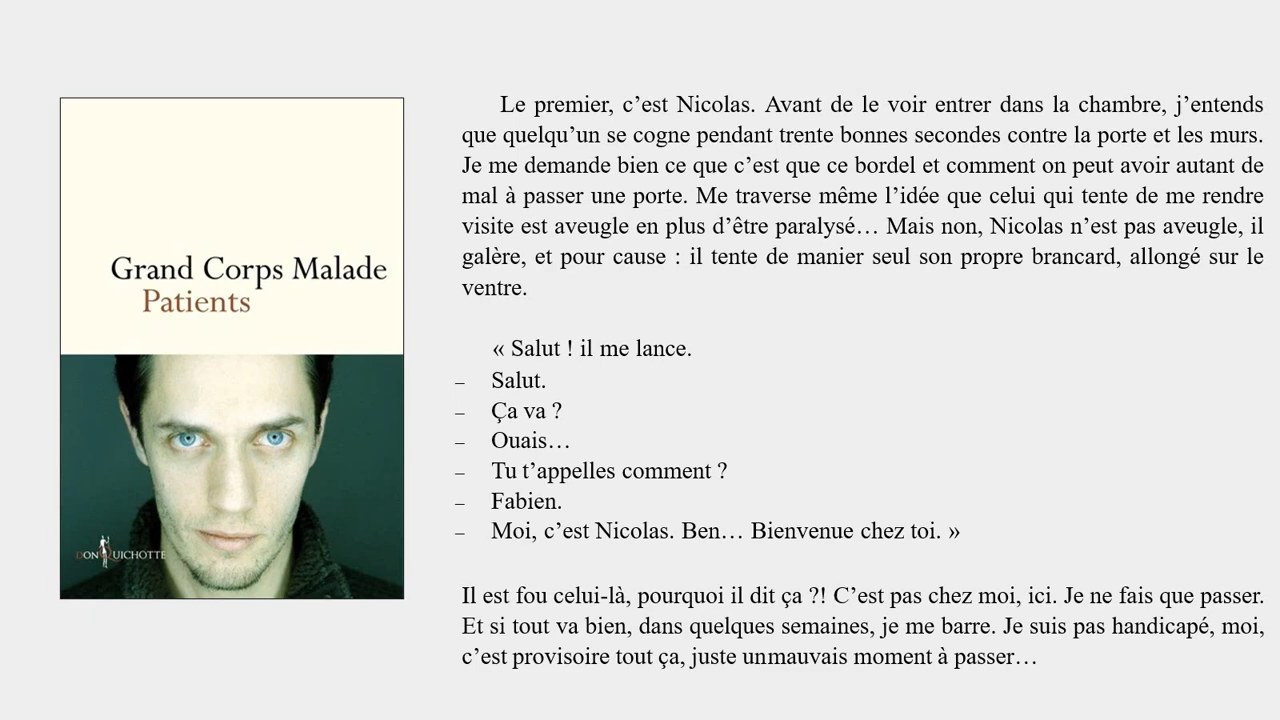 Grand Corps Malade
Patients
DON QUICHOTTE
Le premier, c’est Nicolas. Avant de le voir entrer dans la chambre, j’entends
que quelqu’un se cogne pendant trente bonnes secondes contre la porte et les murs.
Je me demande bien ce que c’est que ce bordel et comment on peut avoir autant de
mal à passer une porte. Me traverse même l’idée que celui qui tente de me rendre
visite est aveugle en plus d’être paralysé… Mais non, Nicolas n’est pas aveugle, il
galère, et pour cause : il tente de manier seul son propre brancard, allongé sur le
ventre.
« Salut ! il me lance.
– Salut.
– Ça va ?
– Ouais…
– Tu t’appelles comment ?
– Fabien.
– Moi, c’est Nicolas. Ben… Bienvenue chez toi. »
Il est fou celui-là, pourquoi il dit ça ?! C’est pas chez moi, ici. Je ne fais que passer.
Et si tout va bien, dans quelques semaines, je me barre. Je suis pas handicapé, moi,
c’est provisoire tout ça, juste unmauvais moment à passer…